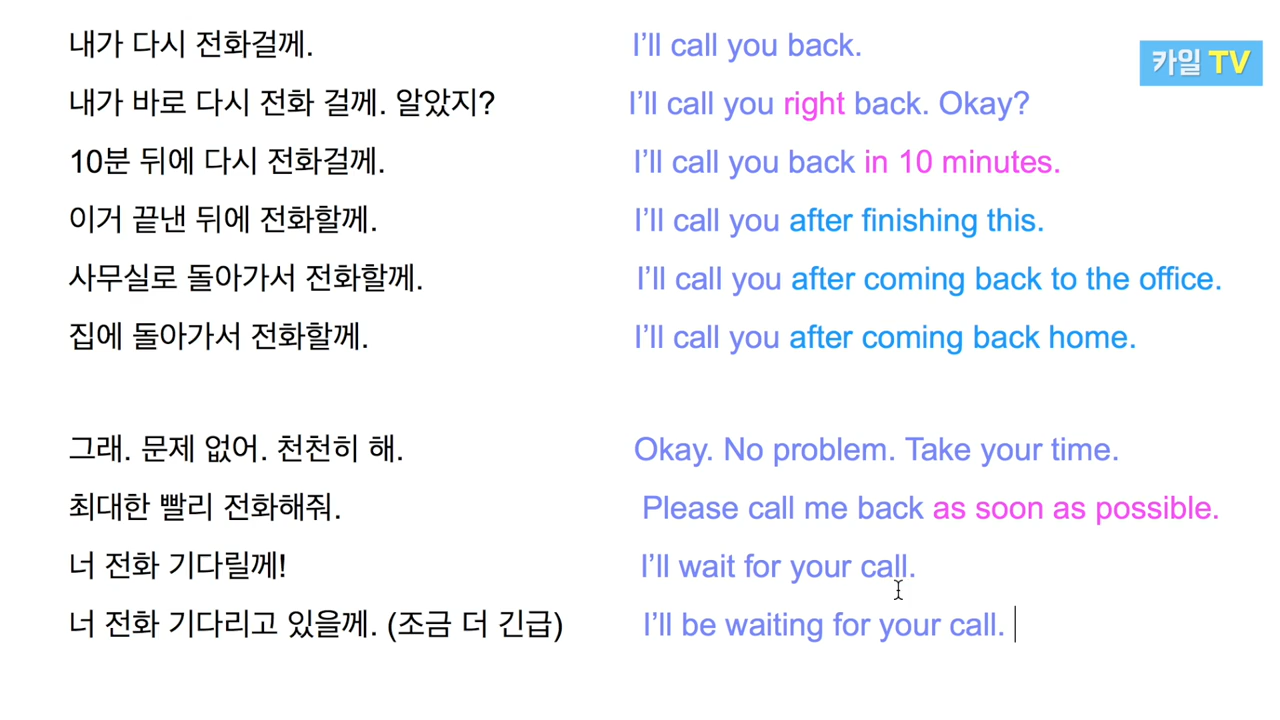 내가 다시 전화걸께. I'll call you back.
카일 TV
내가 바로 다시 전화 걸께. 알았지? I'll call you right back. Okay?
10분 뒤에 다시 전화걸께. I'll call you back in 10 minutes.
이거 끝낸 뒤에 전화할께. I'll call you after finishing this.
사무실로 돌아가서 전화할께. I'll call you after coming back to the office.
집에 돌아가서 전화할께. I'll call you after coming back home.
그래. 문제 없어. 천천히 해. Okay. No problem. Take your time.
최대한 빨리 전화해줘. Please call me back as soon as possible.
너 전화 기다릴께! I'll wait for your call.
너 전화 기다리고 있을께. (조금 더 긴급) I'll be waiting for your call.